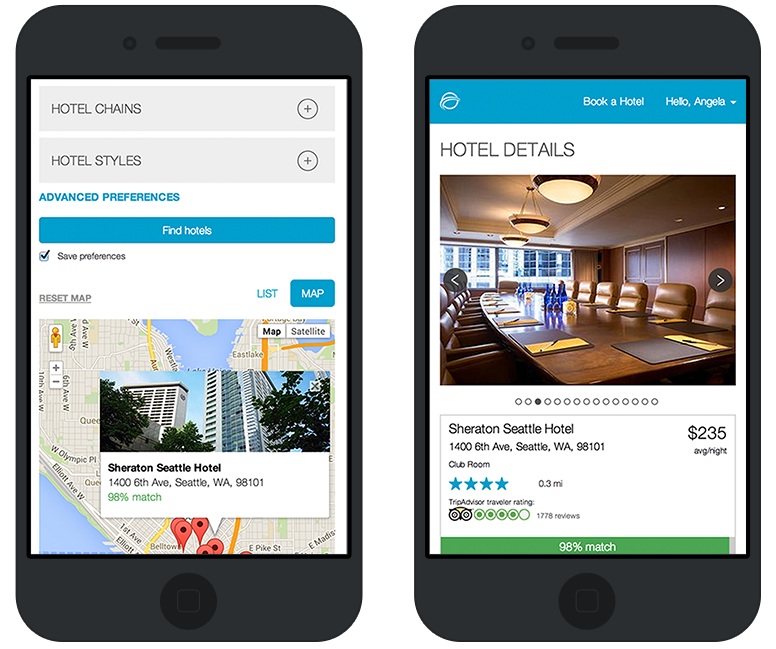 HOTEL CHAINS
HOTEL STYLES
ADVANCED PREFERENCES
Find hotels
Save preferences
RESET MAP
LIST
MAP
Map
Satellite
Eastlake
W Olympic Pl
Elliott Ave W
Sheraton Seattle Hotel
1400 6th Ave, Seattle, WA, 98101
98% match
1st Ave
Belltown
E Pike St
E Madison
Book a Hotel
Hello, Angela
HOTEL DETAILS
Sheraton Seattle Hotel
$235
1400 6th Ave, Seattle, WA, 98101
avg/night
Club Room
0.3 mi
TripAdvisor traveler rating:
1778 reviews
98% match